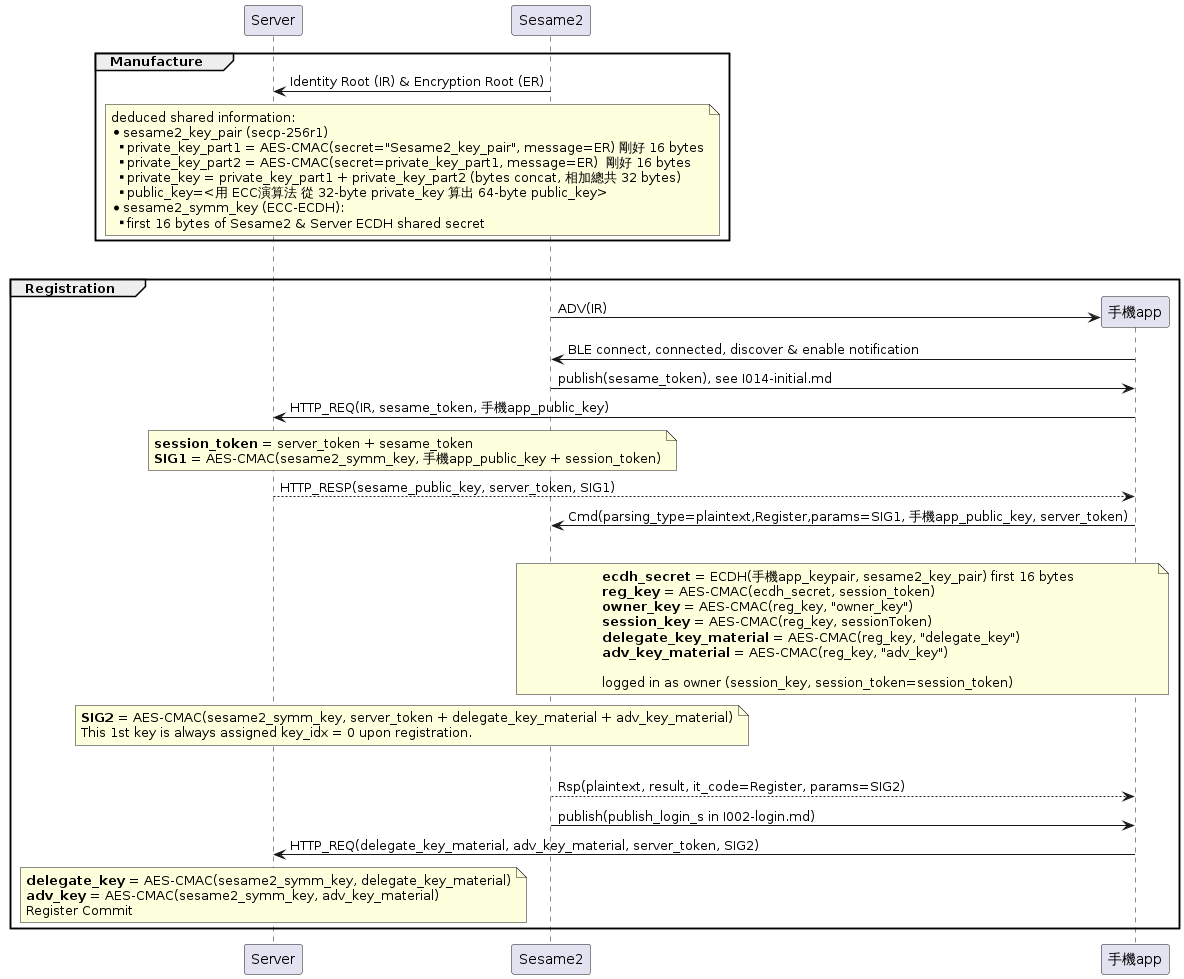 Server
Sesame2
Manufacture
Identity Root (IR) & Encryption Root (ER)
deduced shared information:
• sesame2_key_pair (secp-256r1)
▪ private_key_part1 = AES-CMAC(secret="Sesame2_key_pair", message=ER) 剛好 16 bytes
▪ private_key_part2 = AES-CMAC(secret=private_key_part1, message=ER)  剛好 16 bytes
▪ private_key = private_key_part1 + private_key_part2 (bytes concat, 相加總共 32 bytes)
▪ public_key=<用 ECC演算法 從 32-byte private_key 算出 64-byte public_key>
• sesame2_symm_key (ECC-ECDH):
▪ first 16 bytes of Sesame2 & Server ECDH shared secret
Registration
ADV(IR)
手機app
BLE connect, connected, discover & enable notification
publish(sesame_token), see I014-initial.md
HTTP_REQ(IR, sesame_token, 手機app_public_key)
session_token = server_token + sesame_token
SIG1 = AES-CMAC(sesame2_symm_key, 手機app_public_key + session_token)
HTTP_RESP(sesame_public_key, server_token, SIG1)
Cmd(parsing_type=plaintext,Register,params=SIG1, 手機app_public_key, server_token)
ecdh_secret = ECDH(手機app_keypair, sesame2_key_pair) first 16 bytes
reg_key = AES-CMAC(ecdh_secret, session_token)
owner_key = AES-CMAC(reg_key, "owner_key")
session_key = AES-CMAC(reg_key, sessionToken)
delegate_key_material = AES-CMAC(reg_key, "delegate_key")
adv_key_material = AES-CMAC(reg_key, "adv_key")
logged in as owner (session_key, session_token=session_token)
SIG2 = AES-CMAC(sesame2_symm_key, server_token + delegate_key_material + adv_key_material)
This 1st key is always assigned key_idx = 0 upon registration.
Rsp(plaintext, result, it_code=Register, params=SIG2)
publish(publish_login_s in I002-login.md)
HTTP_REQ(delegate_key_material, adv_key_material, server_token, SIG2)
delegate_key = AES-CMAC(sesame2_symm_key, delegate_key_material)
adv_key = AES-CMAC(sesame2_symm_key, adv_key_material)
Register Commit
Server
Sesame2
手機app